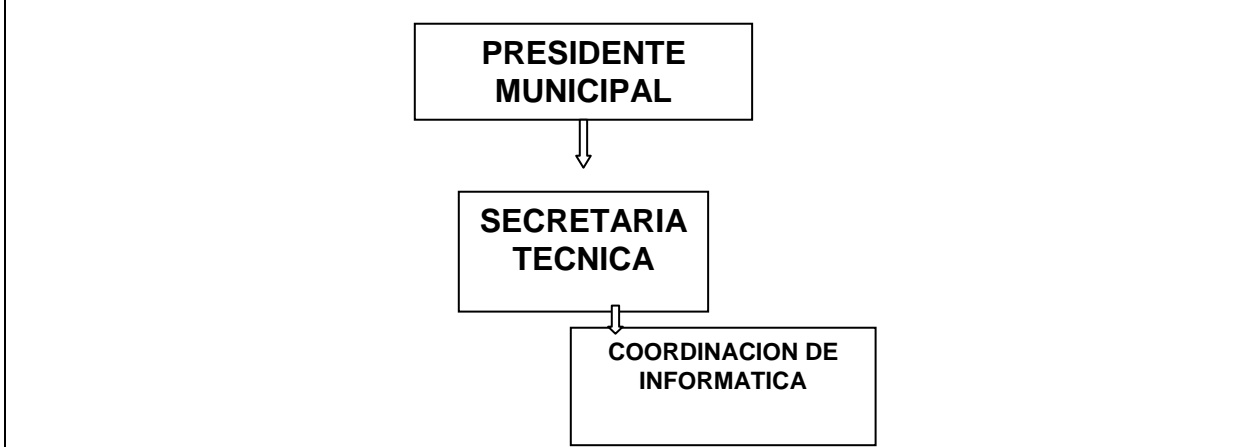 PRESIDENTE
MUNICIPAL
SECRETARIA
TECNICA
COORDINACION DE
INFORMATICA